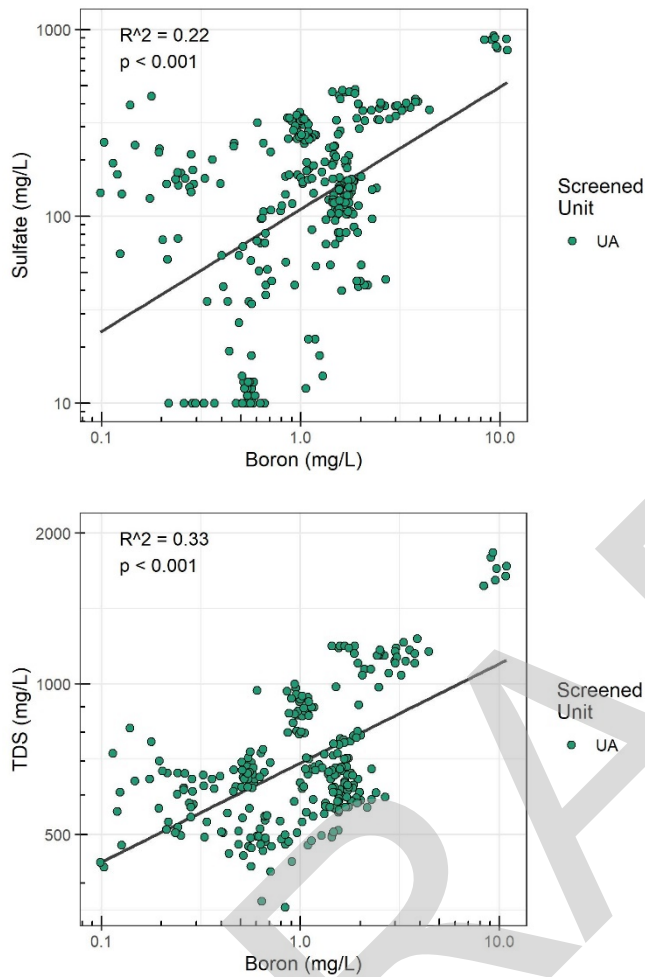 R^2 = 0.22
p < 0.001
1000
100
10
Sulfate (mg/L)
0.1
1.0
10.0
Boron (mg/L)
Screened
Unit
UA
R^2 = 0.33
p < 0.001
2000
1000
500
TDS (mg/L)
0.1
1.0
10.0
Boron (mg/L)
Screened
Unit
UA